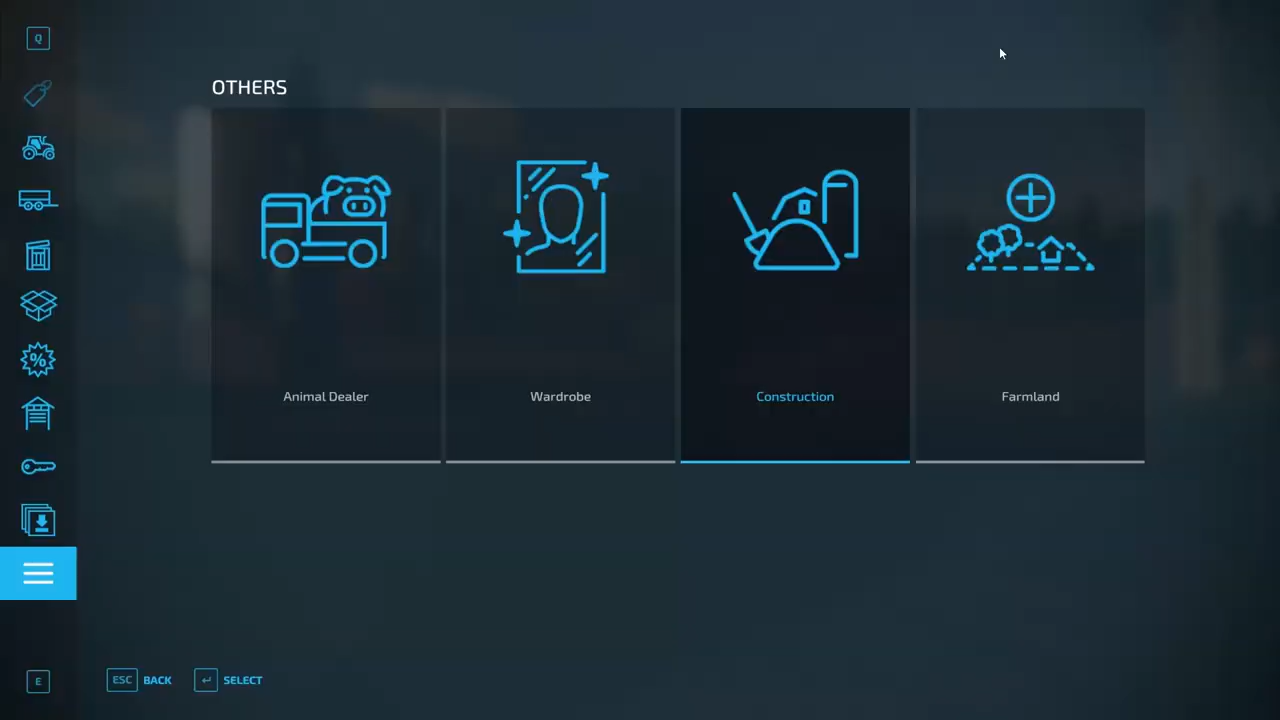 Q
OTHERS
%
Animal Dealer
Wardrobe
Construction
Farmland
E
ESC BACK
↵ SELECT